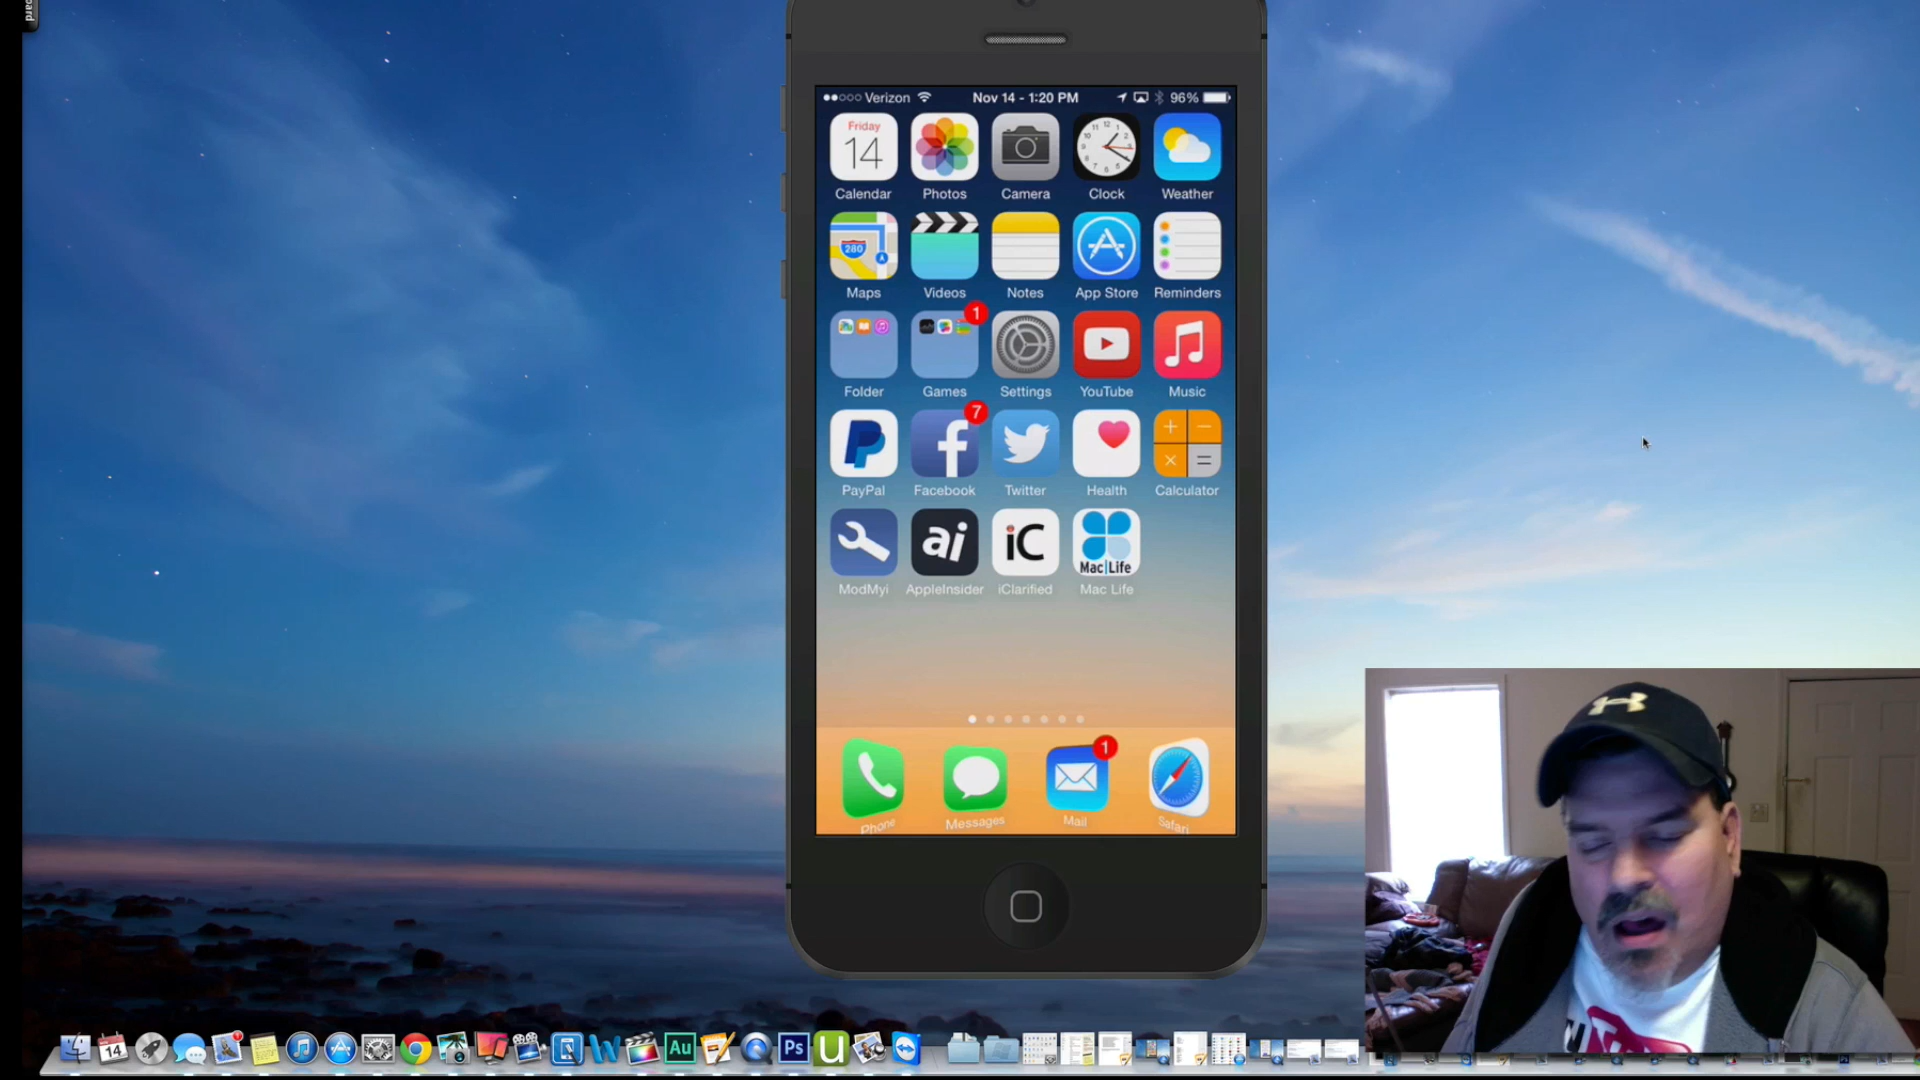 Verizon Nov 14 - 1:20 PM 96%
Friday
14
Calendar Photos Camera Clock Weather
280
Maps Videos Notes App Store Reminders
1
Folder Games Settings YouTube Music
7
PayPal Facebook Twitter Health Calculator
ai iC Mac|Life
ModMyi AppleInsider iClarified Mac Life
1
Phone Messages Mail Safari
14 W Au Ps U